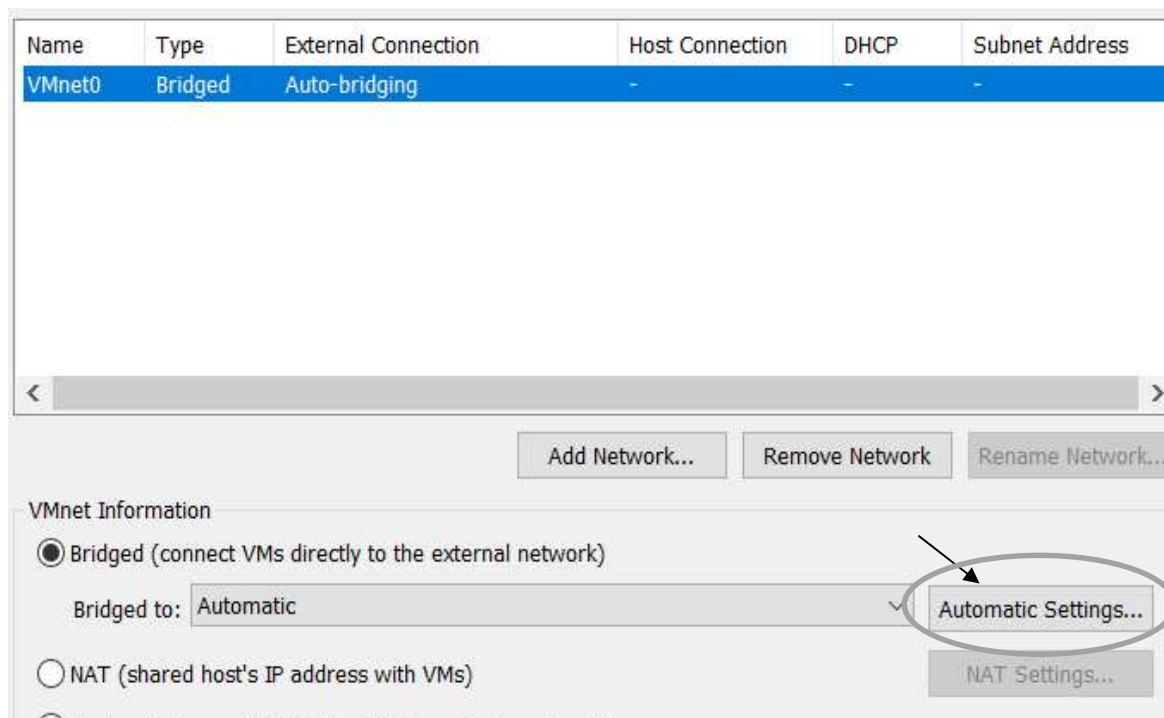 Name Type External Connection Host Connection DHCP Subnet Address
VMnet0 Bridged Auto-bridging - - -
Add Network... Remove Network Rename Network...
VMnet Information
Bridged (connect VMs directly to the external network)
Bridged to: Automatic Automatic Settings...
NAT (shared host's IP address with VMs) NAT Settings...